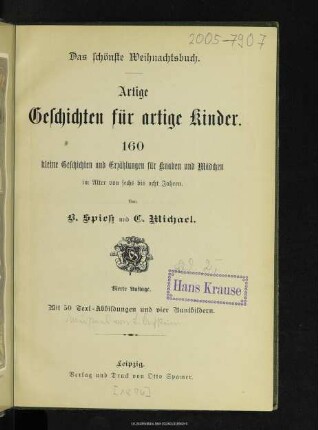 2005-7907
Das schönste Weihnachtsbuch.
Artige
Geschichten für artige Kinder.
160
kleine Geschichten und Erzählungen für Knaben und Mädchen
im Alter von sechs bis acht Jahren.
Von
B. Spieß und C. Michael.
Vierte Auflage.
Hans Krause
Mit 50 Text-Abbildungen und vier Buntbildern.
Leipzig.
Verlag und Druck von Otto Spamer.